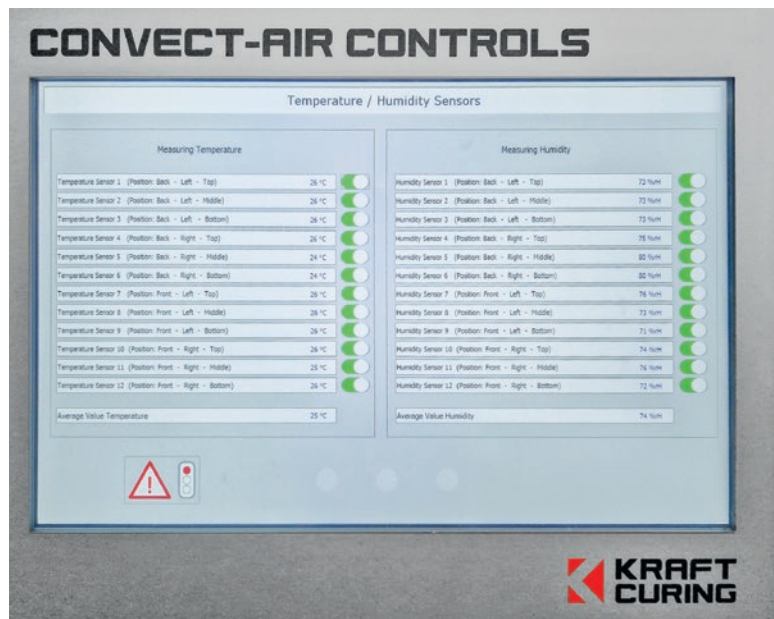 CONVECT-AIR CONTROLS
Temperature / Humidity Sensors
Measuring Temperature
Temperature Sensor 1 (Position: Back - Left - Top) 26 °C
Temperature Sensor 2 (Position: Back - Left - Middle) 26 °C
Temperature Sensor 3 (Position: Back - Left - Bottom) 26 °C
Temperature Sensor 4 (Position: Back - Right - Top) 26 °C
Temperature Sensor 5 (Position: Back - Right - Middle) 24 °C
Temperature Sensor 6 (Position: Back - Right - Bottom) 24 °C
Temperature Sensor 7 (Position: Front - Left - Top) 26 °C
Temperature Sensor 8 (Position: Front - Left - Middle) 26 °C
Temperature Sensor 9 (Position: Front - Left - Bottom) 26 °C
Temperature Sensor 10 (Position: Front - Right - Top) 26 °C
Temperature Sensor 11 (Position: Front - Right - Middle) 25 °C
Temperature Sensor 12 (Position: Front - Right - Bottom) 26 °C
Average Value Temperature 25 °C
Measuring Humidity
Humidity Sensor 1 (Position: Back - Left - Top) 72 %rH
Humidity Sensor 2 (Position: Back - Left - Middle) 73 %rH
Humidity Sensor 3 (Position: Back - Left - Bottom) 73 %rH
Humidity Sensor 4 (Position: Back - Right - Top) 75 %rH
Humidity Sensor 5 (Position: Back - Right - Middle) 80 %rH
Humidity Sensor 6 (Position: Back - Right - Bottom) 80 %rH
Humidity Sensor 7 (Position: Front - Left - Top) 76 %rH
Humidity Sensor 8 (Position: Front - Left - Middle) 73 %rH
Humidity Sensor 9 (Position: Front - Left - Bottom) 71 %rH
Humidity Sensor 10 (Position: Front - Right - Top) 74 %rH
Humidity Sensor 11 (Position: Front - Right - Middle) 76 %rH
Humidity Sensor 12 (Position: Front - Right - Bottom) 72 %rH
Average Value Humidity 74 %rH
KRAFT
CURING